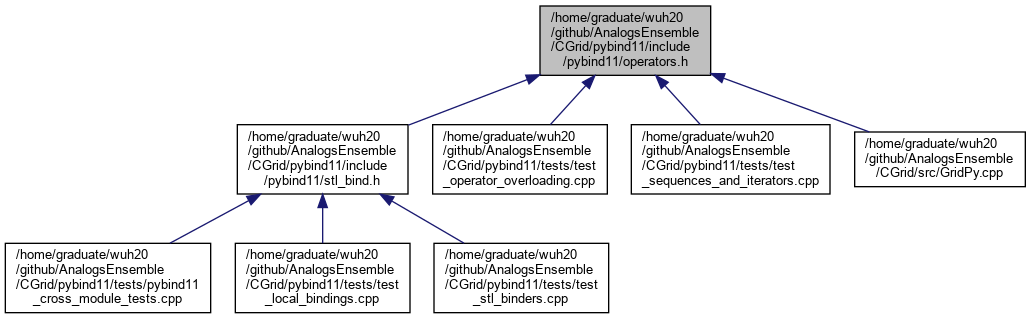 /home/graduate/wuh20
/github/AnalogsEnsemble
/CGrid/pybind11/include
/pybind11/operators.h
/home/graduate/wuh20
/github/AnalogsEnsemble
/CGrid/pybind11/include
/pybind11/stl_bind.h
/home/graduate/wuh20
/github/AnalogsEnsemble
/CGrid/pybind11/tests/test
_operator_overloading.cpp
/home/graduate/wuh20
/github/AnalogsEnsemble
/CGrid/pybind11/tests/test
_sequences_and_iterators.cpp
/home/graduate/wuh20
/github/AnalogsEnsemble
/CGrid/src/GridPy.cpp
/home/graduate/wuh20
/github/AnalogsEnsemble
/CGrid/pybind11/tests/pybind11
_cross_module_tests.cpp
/home/graduate/wuh20
/github/AnalogsEnsemble
/CGrid/pybind11/tests/test
_local_bindings.cpp
/home/graduate/wuh20
/github/AnalogsEnsemble
/CGrid/pybind11/tests/test
_stl_binders.cpp